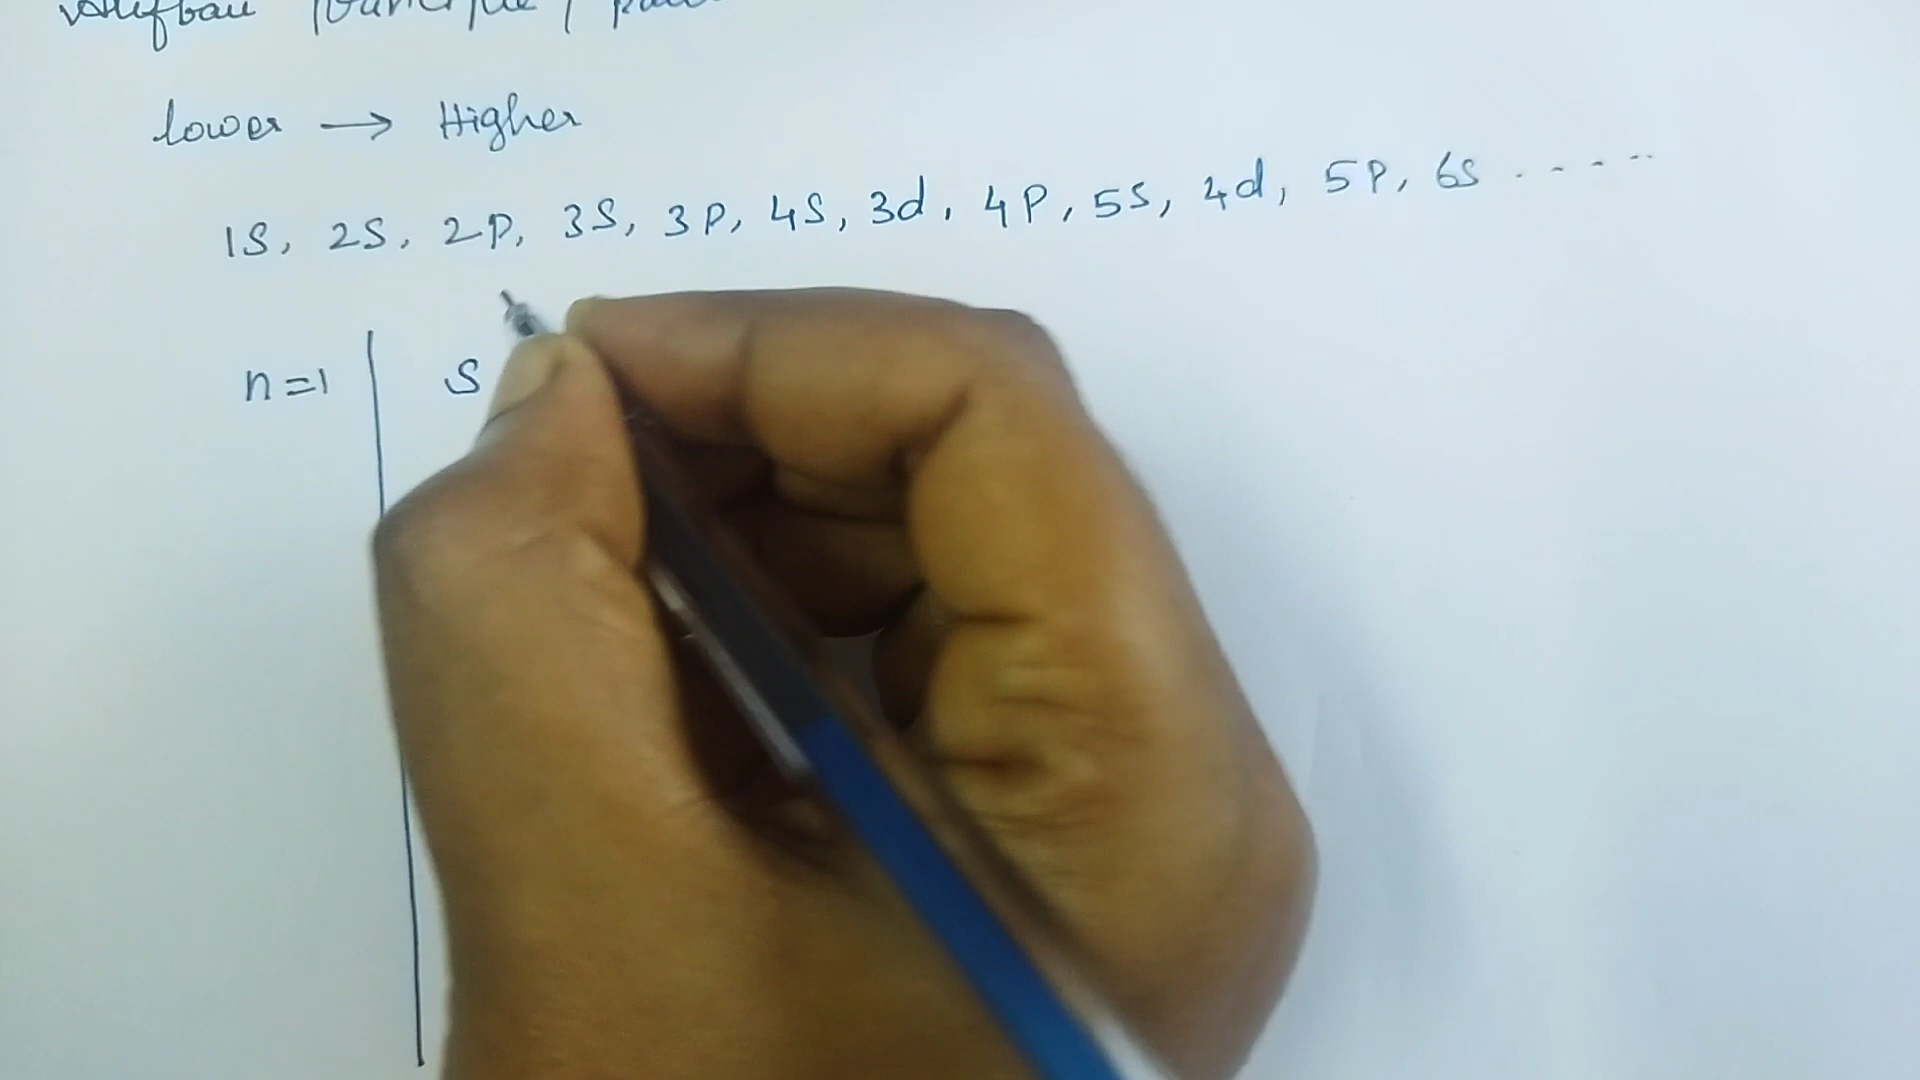 lower → Higher
1S, 2S, 2P, 3S, 3P, 4S, 3d, 4P, 5S, 4d, 5P, 6S .....
n=1 S